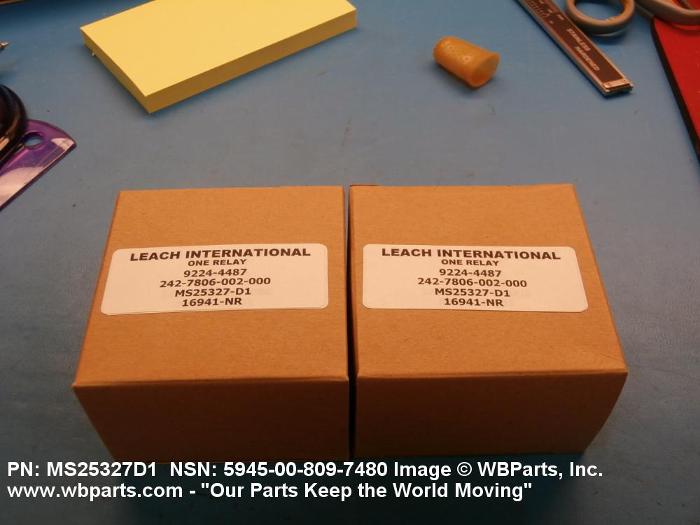 LEACH INTERNATIONAL
ONE RELAY
9224-4487
242-7806-002-000
MS25327-D1
16941-NR
LEACH INTERNATIONAL
ONE RELAY
9224-4487
242-7806-002-000
MS25327-D1
16941-NR
PN: MS25327D1 NSN: 5945-00-809-7480 Image © WBParts, Inc.
www.wbparts.com - "Our Parts Keep the World Moving"